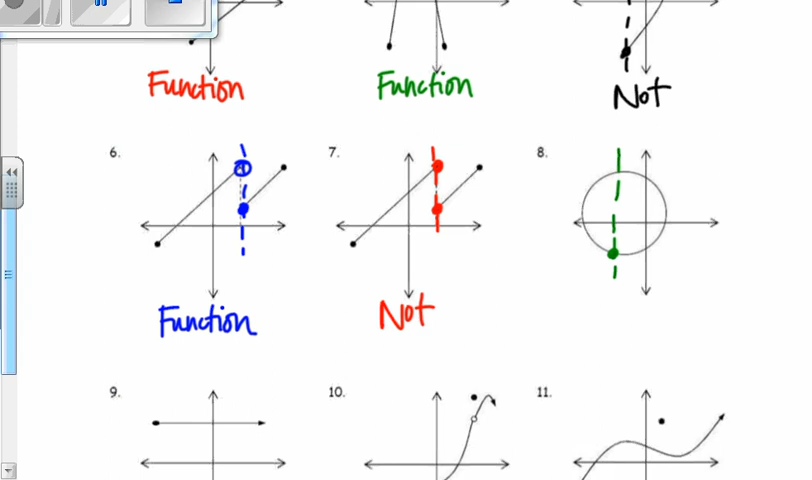 Function
Function
Not
6.
7.
8.
Function
Not
9.
10.
11.